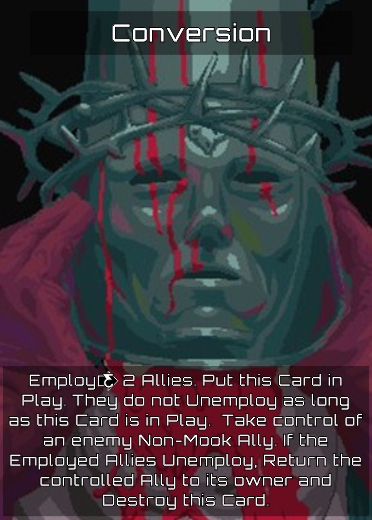 Conversion
Employ 2 Allies. Put this Card in
Play. They do not Unemploy as long
as this Card is in Play. Take control of
an enemy Non-Mook Ally. If the
Employed Allies Unemploy, Return the
controlled Ally to its owner and
Destroy this Card.